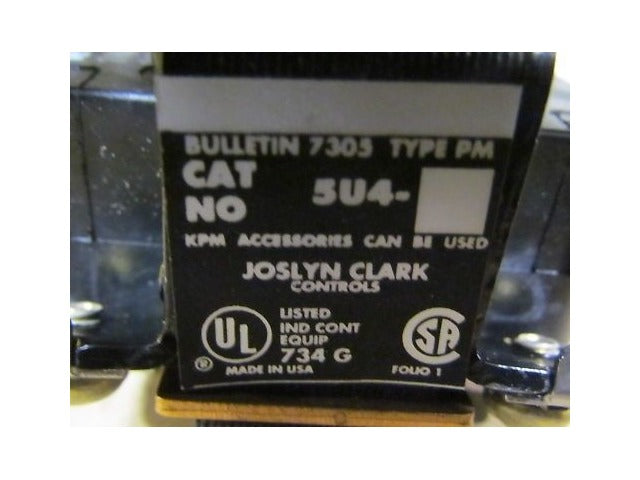 BULLETIN 7305 TYPE PM
CAT NO 5U4-
KPM ACCESSORIES CAN BE USED
JOSLYN CLARK
CONTROLS
UL
®
LISTED
IND CONT
EQUIP
734 G
MADE IN USA
SA
FOLIO 1